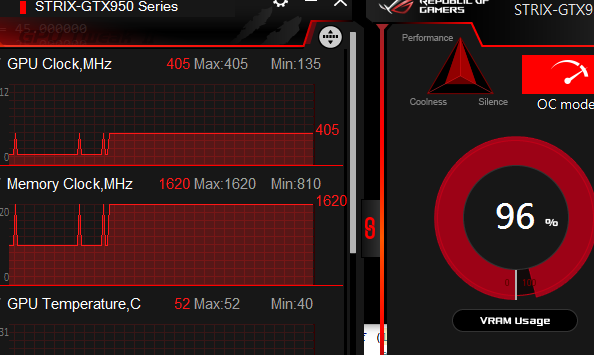 STRIX-GTX950 Series
GPU Clock,MHz 405 Max:405 Min:135
12
0
405
Memory Clock,MHz 1620 Max:1620 Min:810
20
0
1620
GPU Temperature,C 52 Max:52 Min:40
31
REPUBLIC OF
GAMERS
STRIX-GTX9
Performance
Coolness
Silence
OC mode
96 %
0
VRAM Usage